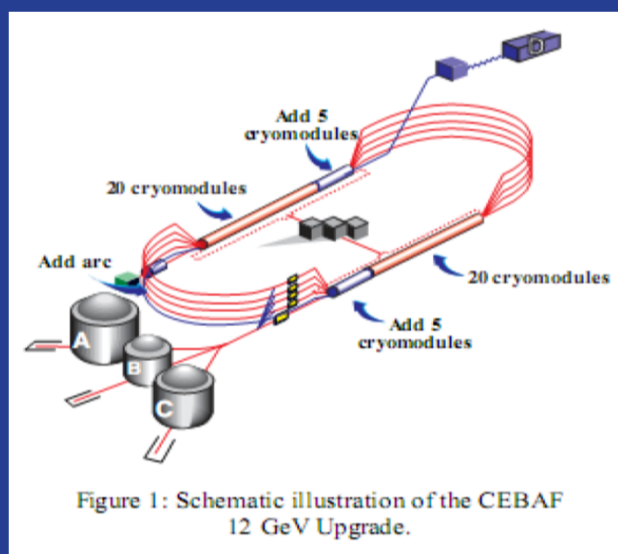 D
Add 5
cryomodules
20 cryomodules
Add arc
20 cryomodules
Add 5
cryomodules
A
B
C
Figure 1: Schematic illustration of the CEBAF
12 GeV Upgrade.